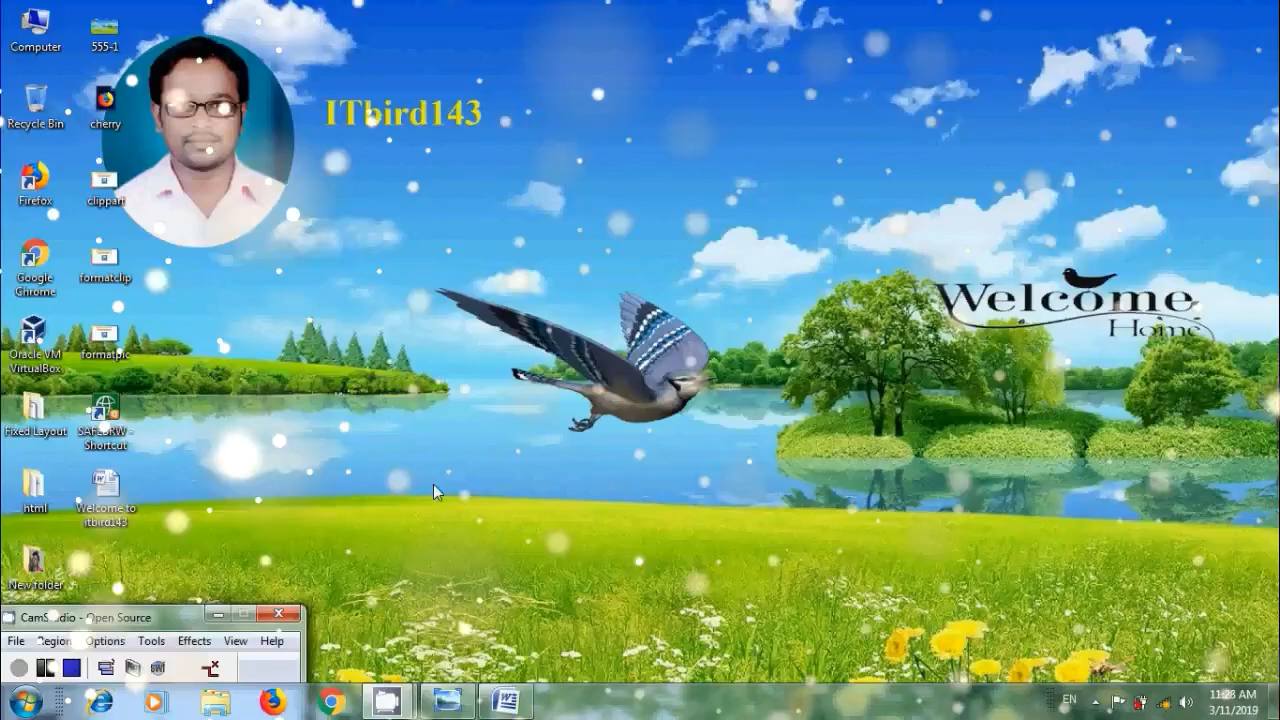 Computer
555-1
Recycle Bin
cherry
Firefox
clippart
Google
Chrome
formatclip
Oracle VM
VirtualBox
formatpic
Fixed Layout
Shortcut
html
Welcome to
itbird143
New folder
ITbird143
Welcome
Home
CamStudio - Open Source
File Region Options Tools Effects View Help
EN
11:28 AM
3/11/2019